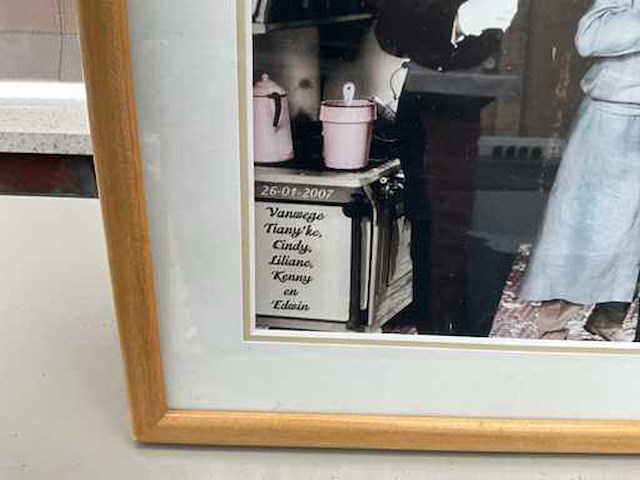 26-01-2007
Vanwege
Tiany'ke,
Cindy,
Liliane,
Kenny
en
Edwin